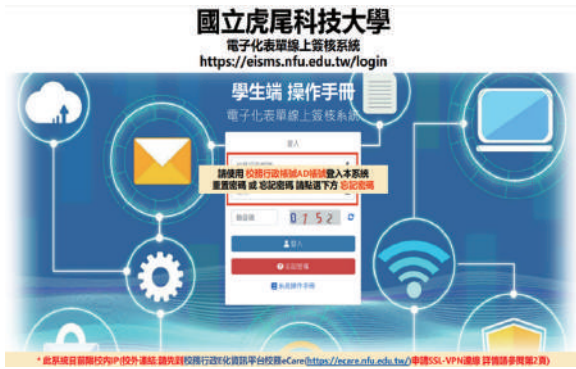 國立虎尾科技大學
電子化表單線上簽核系統
https://eisms.nfu.edu.tw/login
學生端 操作手冊
電子化表單線上簽核系統
登入
請使用 校務行政帳號AD帳號登入本系統
重置密碼 或 忘記密碼 請點選下方 忘記密碼
驗證碼
0152
登入
忘記密碼
系統操作手冊
* 此系統目前限校內IP(校外連結:請先到校務行政E化資訊平台校務eCare(https://ecare.nfu.edu.tw/)申請SSL-VPN連線 詳情請參閱第2頁)